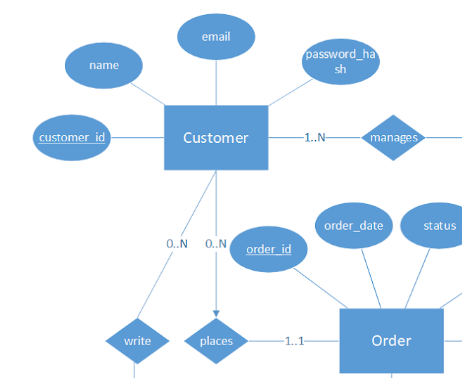 email
name
password_ha
sh
customer_id
Customer
1..N
manages
0..N
0..N
order_id
order_date
status
write
places
1..1
Order